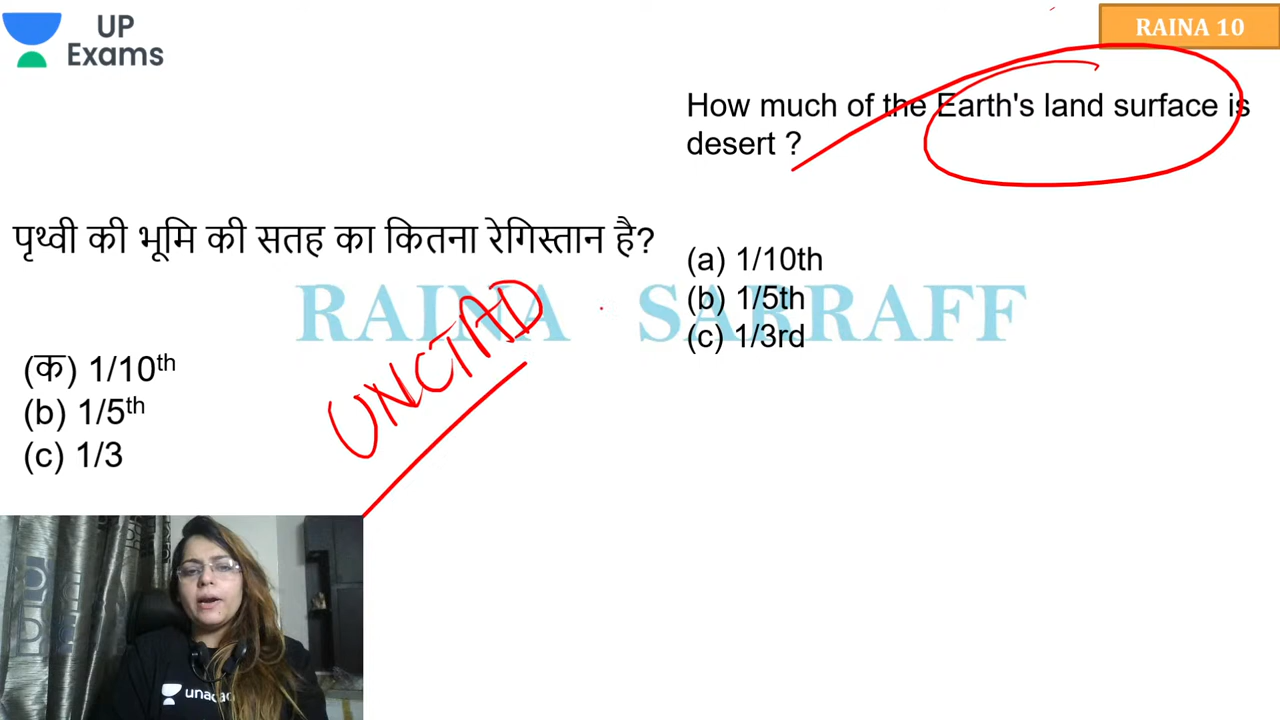 UP
Exams
RAINA 10
How much of the Earth's land surface is
desert ?
पृथ्वी की भूमि की सतह का कितना रेगिस्तान है?
(a) 1/10th
(b) 1/5th
(c) 1/3rd
RAINA SARRAFF
(क) 1/10th
(b) 1/5th
(c) 1/3
UNCTAD